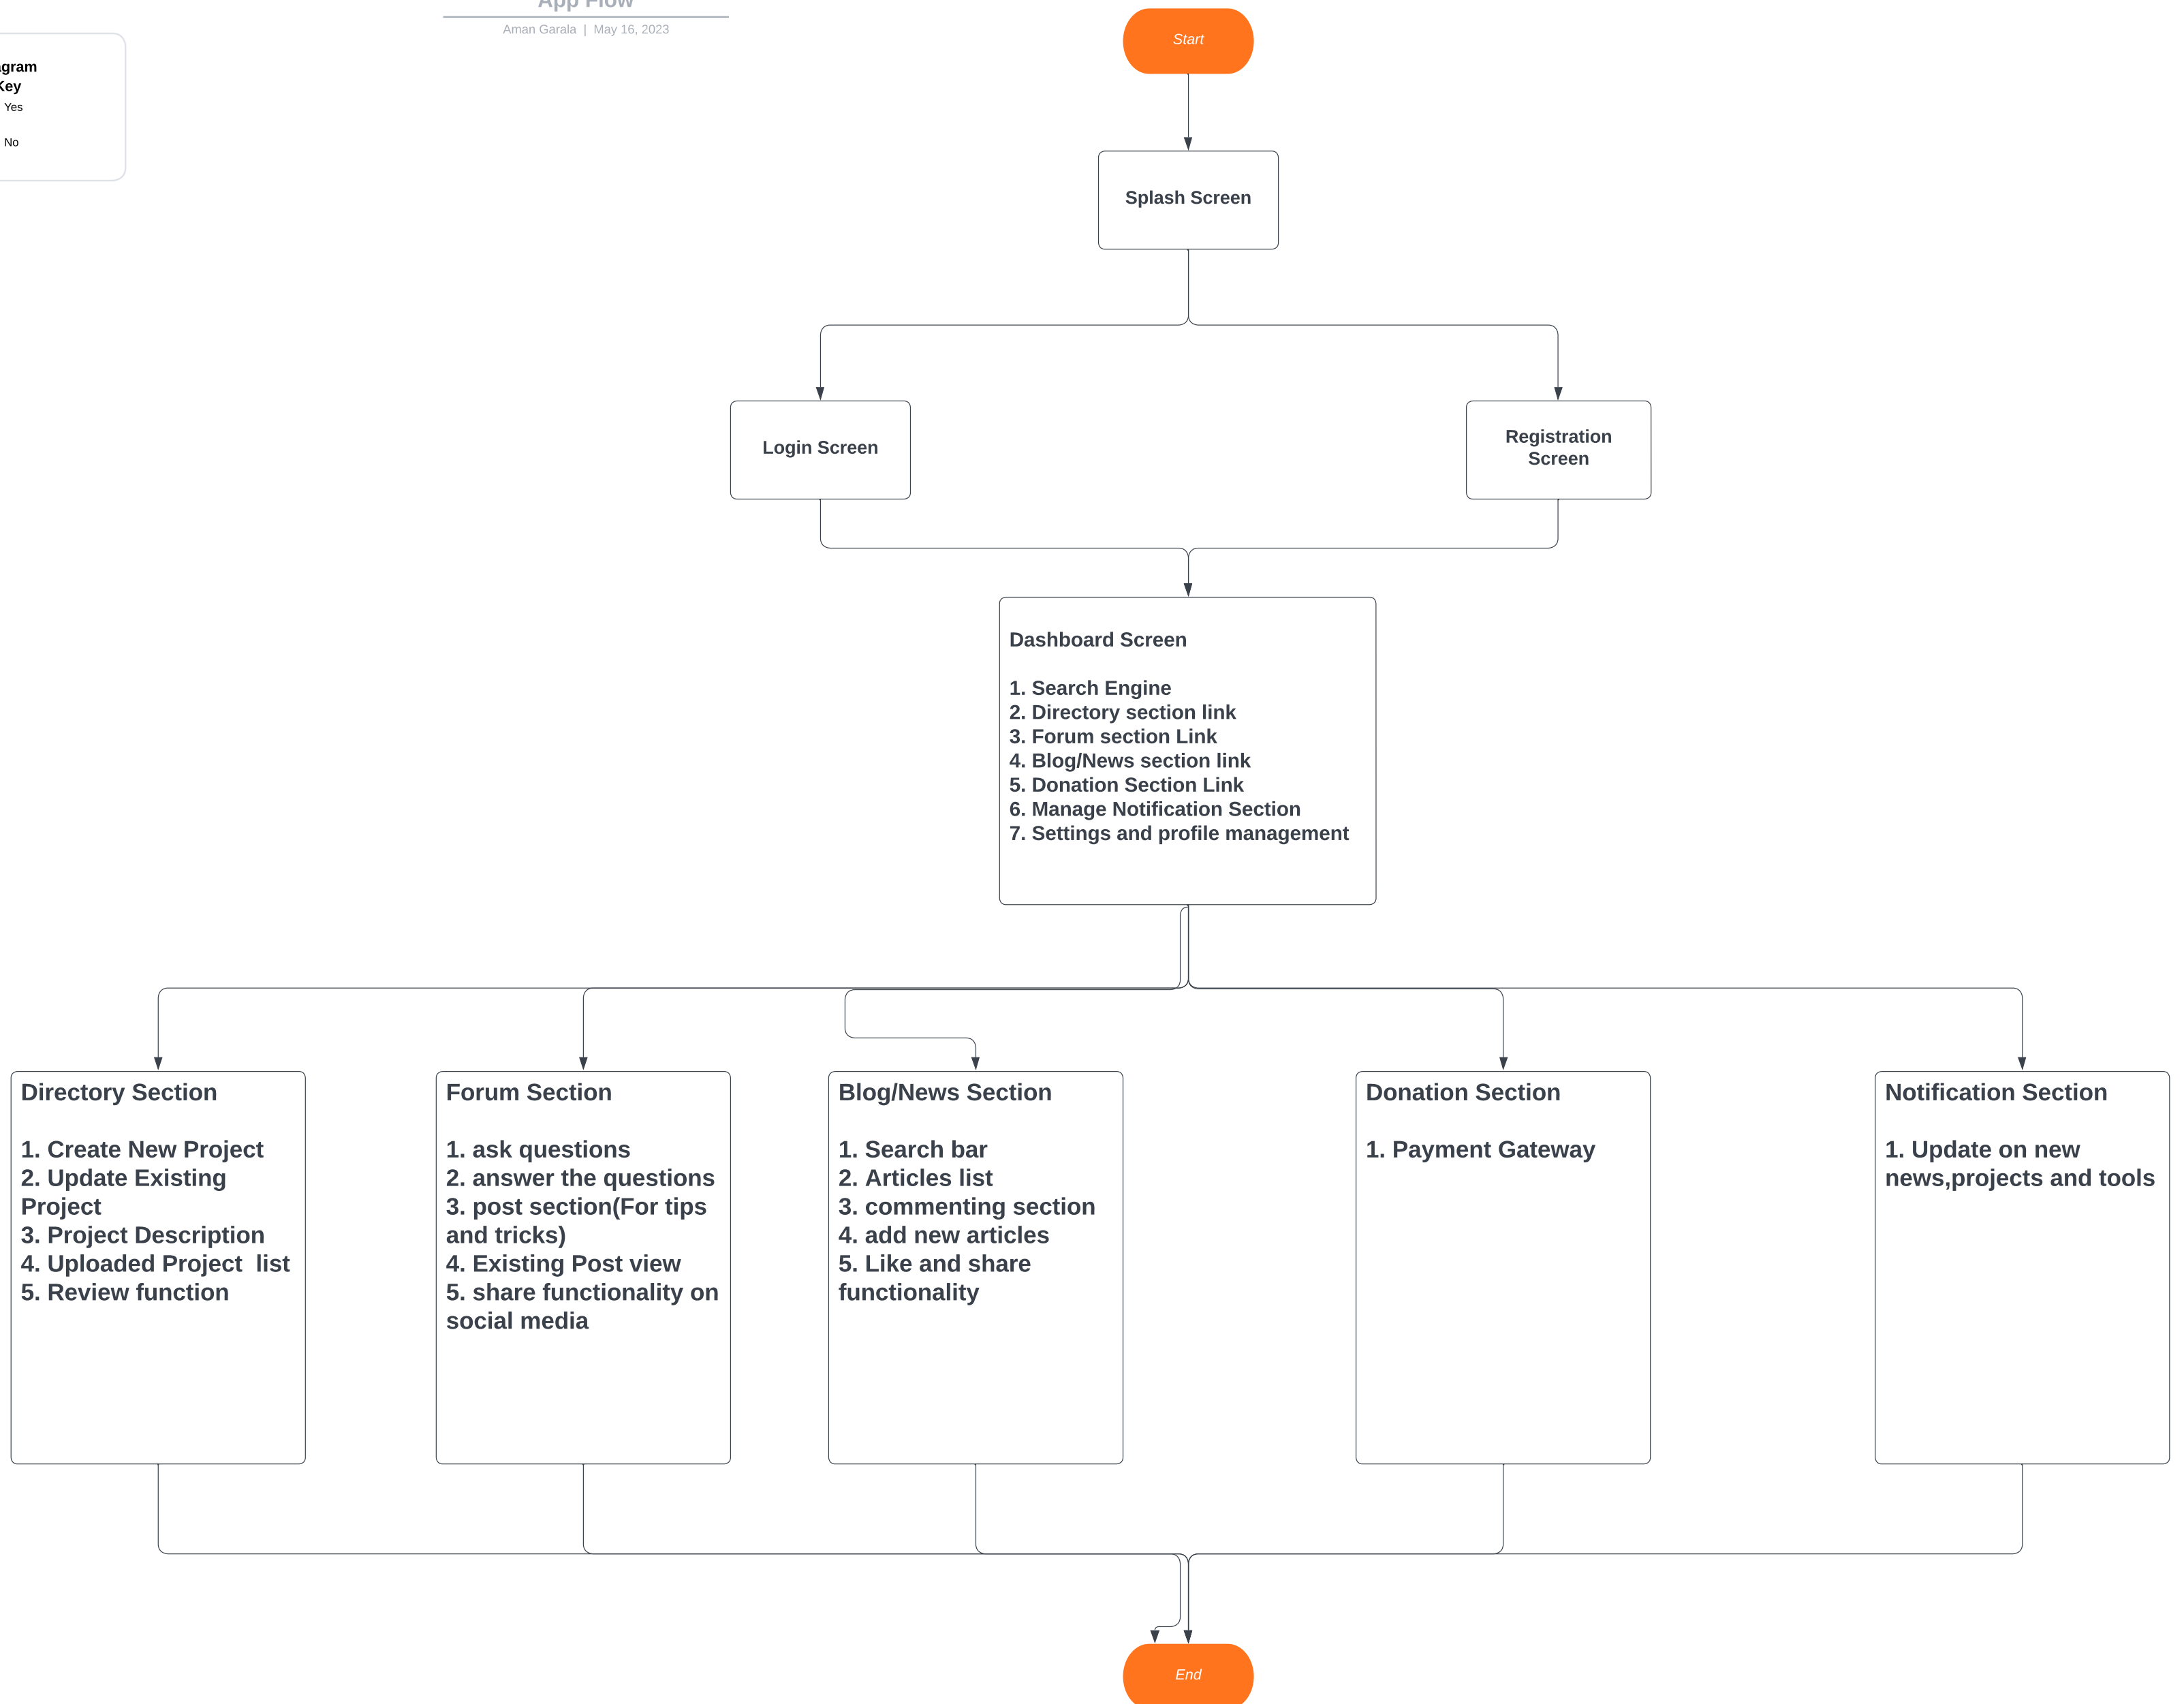 App Flow
Aman Garala | May 16, 2023
Key
Yes
No
Start
Splash Screen
Login Screen
Registration
Screen
Dashboard Screen
1. Search Engine
2. Directory section link
3. Forum section Link
4. Blog/News section link
5. Donation Section Link
6. Manage Notification Section
7. Settings and profile management
Directory Section
1. Create New Project
2. Update Existing
Project
3. Project Description
4. Uploaded Project  list
5. Review function
Forum Section
1. ask questions
2. answer the questions
3. post section(For tips
and tricks)
4. Existing Post view
5. share functionality on
social media
Blog/News Section
1. Search bar
2. Articles list
3. commenting section
4. add new articles
5. Like and share
functionality
Donation Section
1. Payment Gateway
Notification Section
1. Update on new
news,projects and tools
End